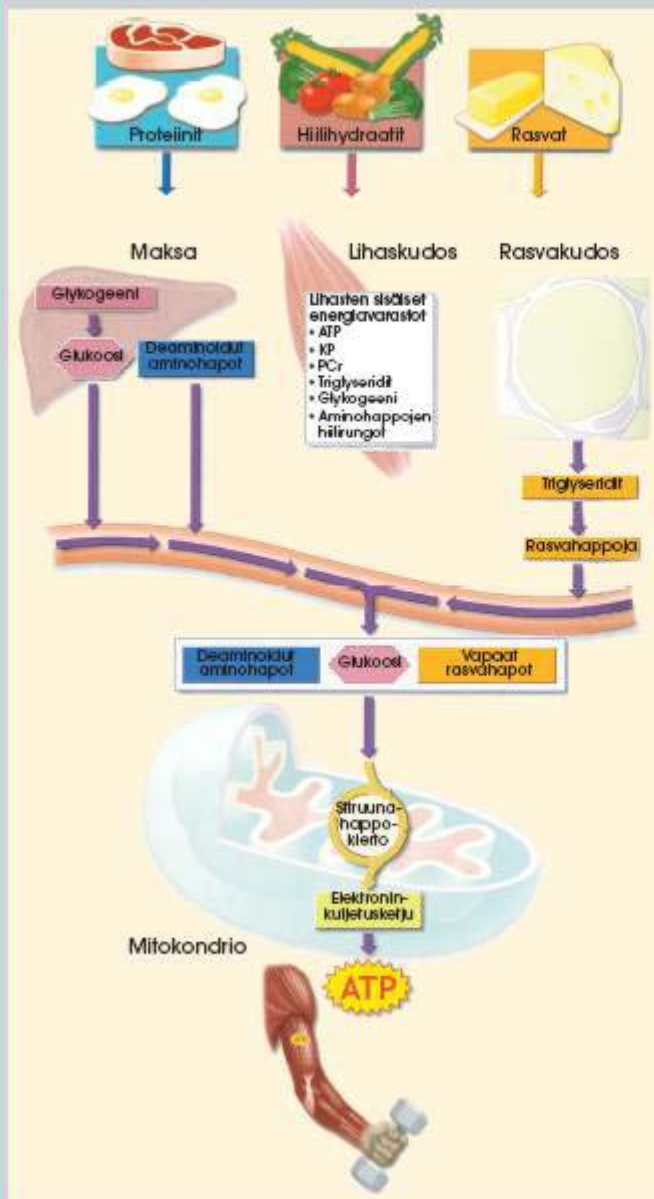 Proteiinit
Hiilihydraatit
Rasvat
Maksa
Lihaskudos
Rasvakudos
Glykogeeni
Glukoosi
Deaminoidut
aminohapot
Lihasten sisäiset
energiavarastot
• ATP
• KP
• PCr
• Triglyseridit
• Glykogeeni
• Aminohappojen
hiilirungot
Triglyseridit
Rasvahappoja
Deaminoidut
aminohapot
Glukoosi
Vapaat
rasvahapot
Sitruuna-
happo-
kierto
Elektronin-
kuljetusketju
Mitokondrio
ATP